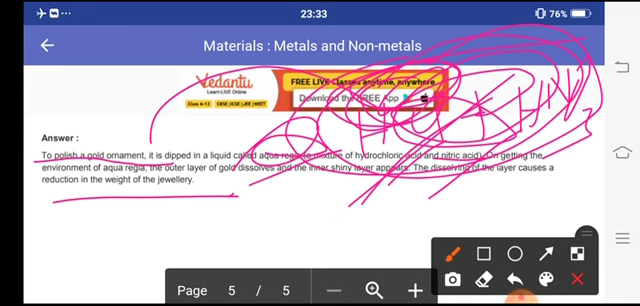 23:33
76%
Materials : Metals and Non-metals
Vedantu
Learn LIVE Online
Class 6-12 CBSE | ICSE | JEE | NEET
FREE LIVE Classes anytime, anywhere
Download the FREE App
Answer :
To polish a gold ornament, it is dipped in a liquid called aqua regia (a mixture of hydrochloric acid and nitric acid). On getting the
environment of aqua regia, the outer layer of gold dissolves and the inner shiny layer appears. The dissolving of the layer causes a
reduction in the weight of the jewellery.
Page 5 / 5